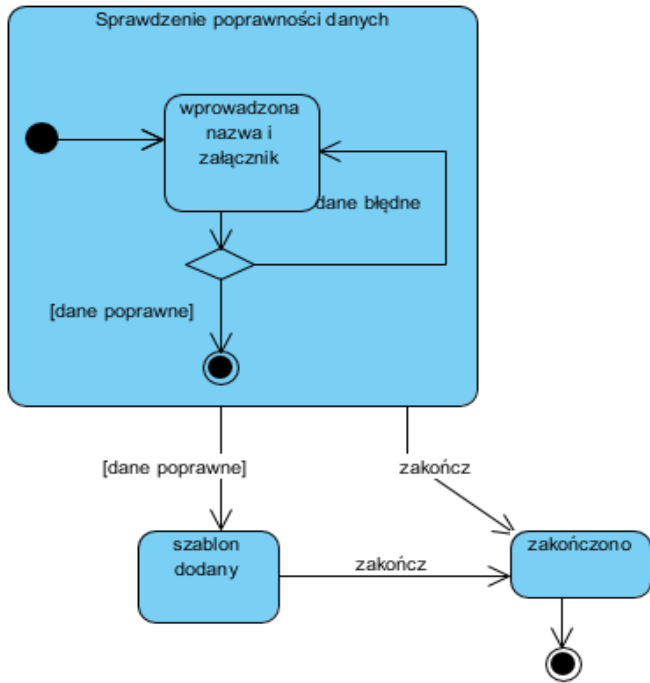 Sprawdzenie poprawności danych
wprowadzona
nazwa i
załącznik
dane błędne
[dane poprawne]
[dane poprawne]
zakończ
szablon
dodany
zakończ
zakończono